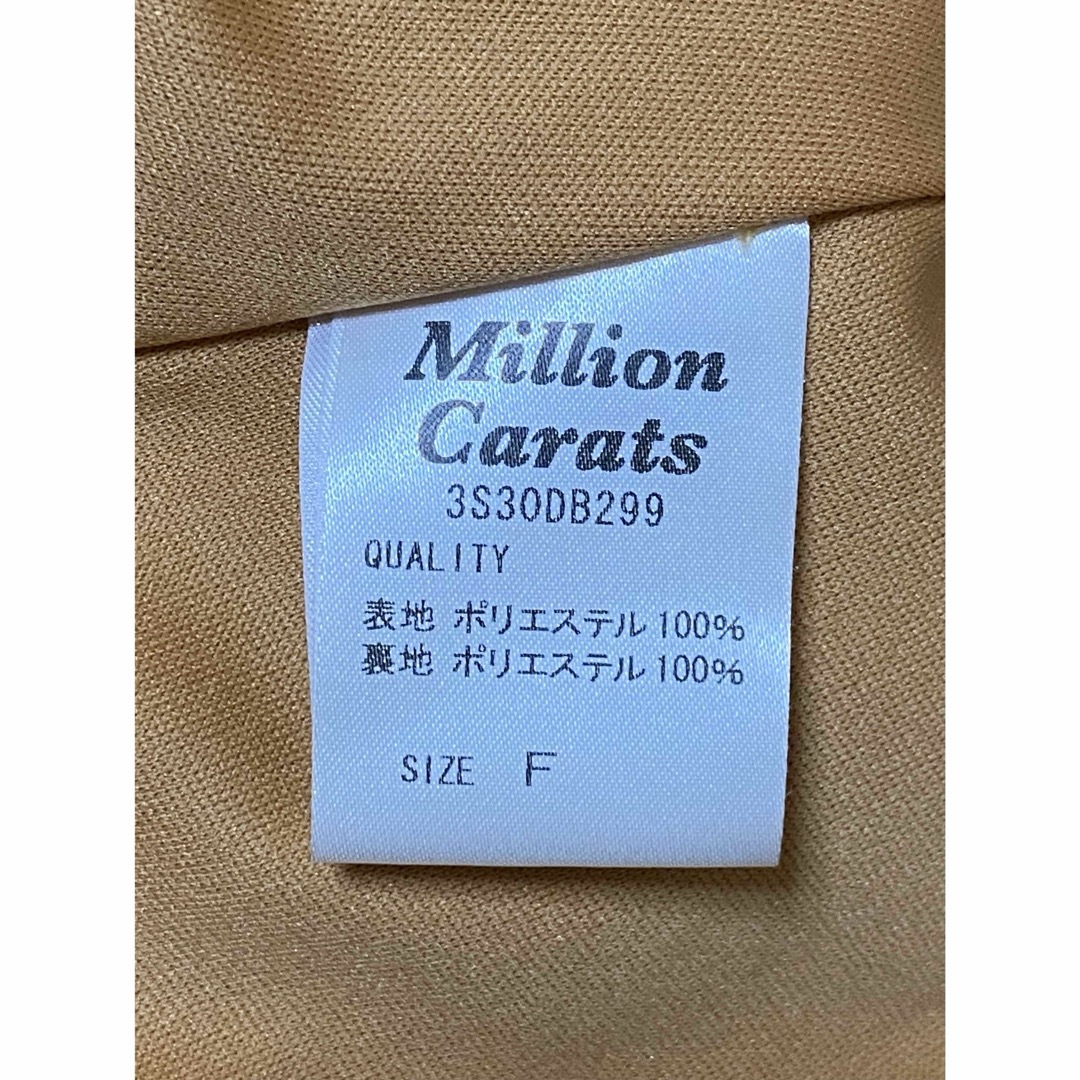 Million
Carats
3S30DB299
QUALITY
表地 ポリエステル 100%
裏地 ポリエステル 100%
SIZE F